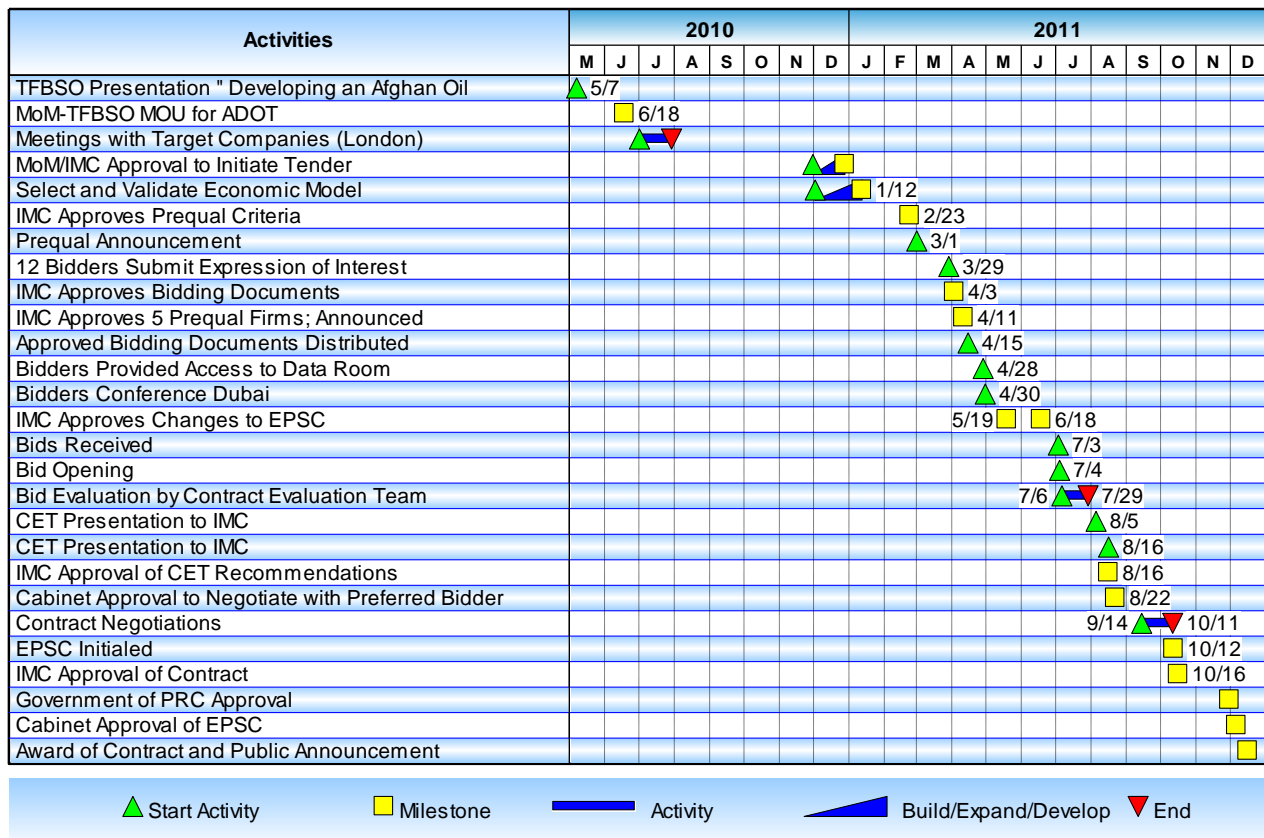 Activities 2010 2011
M J J A S O N D J F M A M J J A S O N D
TFBSO Presentation " Developing an Afghan Oil 5/7
MoM-TFBSO MOU for ADOT 6/18
Meetings with Target Companies (London)
MoM/IMC Approval to Initiate Tender
Select and Validate Economic Model 1/12
IMC Approves Prequal Criteria 2/23
Prequal Announcement 3/1
12 Bidders Submit Expression of Interest 3/29
IMC Approves Bidding Documents 4/3
IMC Approves 5 Prequal Firms; Announced 4/11
Approved Bidding Documents Distributed 4/15
Bidders Provided Access to Data Room 4/28
Bidders Conference Dubai 4/30
IMC Approves Changes to EPSC 5/19 6/18
Bids Received 7/3
Bid Opening 7/4
Bid Evaluation by Contract Evaluation Team 7/6 7/29
CET Presentation to IMC 8/5
CET Presentation to IMC 8/16
IMC Approval of CET Recommendations 8/16
Cabinet Approval to Negotiate with Preferred Bidder 8/22
Contract Negotiations 9/14 10/11
EPSC Initialed 10/12
IMC Approval of Contract 10/16
Government of PRC Approval
Cabinet Approval of EPSC
Award of Contract and Public Announcement
Start Activity Milestone Activity Build/Expand/Develop End